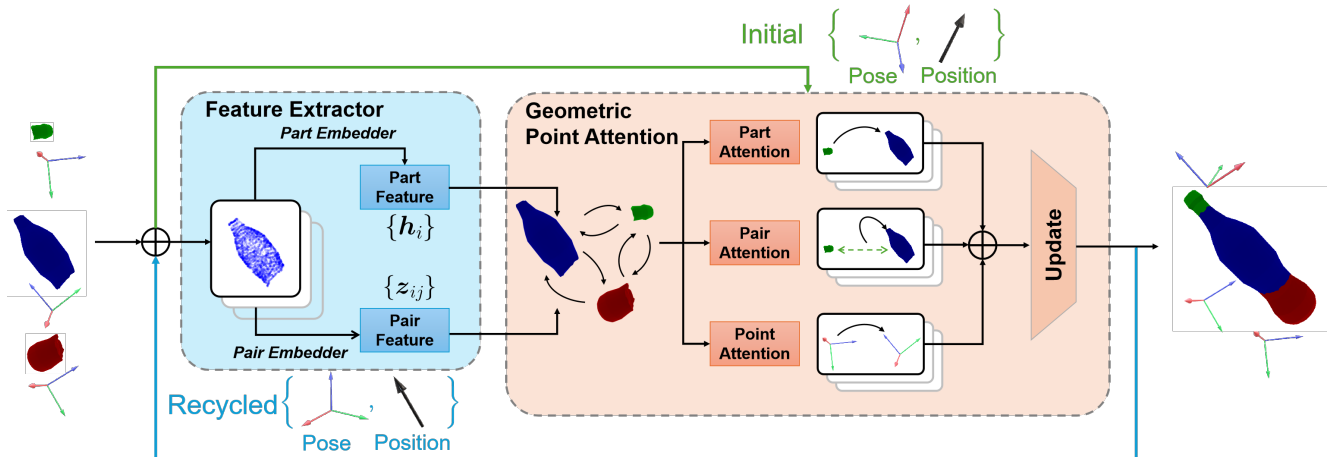 Initial { , }
Pose Position
Feature Extractor
Part Embedder
Part
Feature
{h_i}
{z_ij}
Pair
Feature
Pair Embedder
Recycled { , }
Pose Position
Geometric
Point Attention
Part
Attention
Pair
Attention
Point
Attention
Update